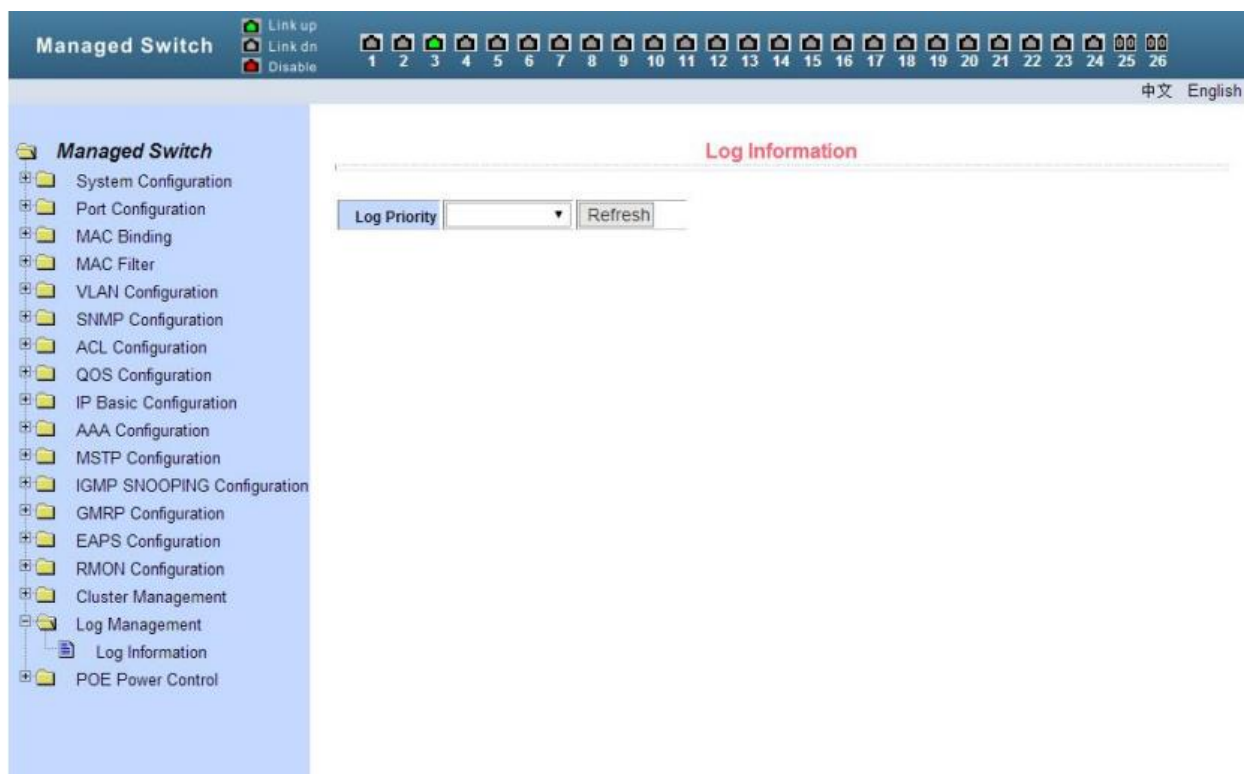 Managed Switch
Link up
Link dn
Disable
1 2 3 4 5 6 7 8 9 10 11 12 13 14 15 16 17 18 19 20 21 22 23 24 25 26
中文 English
Managed Switch
System Configuration
Port Configuration
MAC Binding
MAC Filter
VLAN Configuration
SNMP Configuration
ACL Configuration
QOS Configuration
IP Basic Configuration
AAA Configuration
MSTP Configuration
IGMP SNOOPING Configuration
GMRP Configuration
EAPS Configuration
RMON Configuration
Cluster Management
Log Management
Log Information
POE Power Control
Log Information
Log Priority Refresh